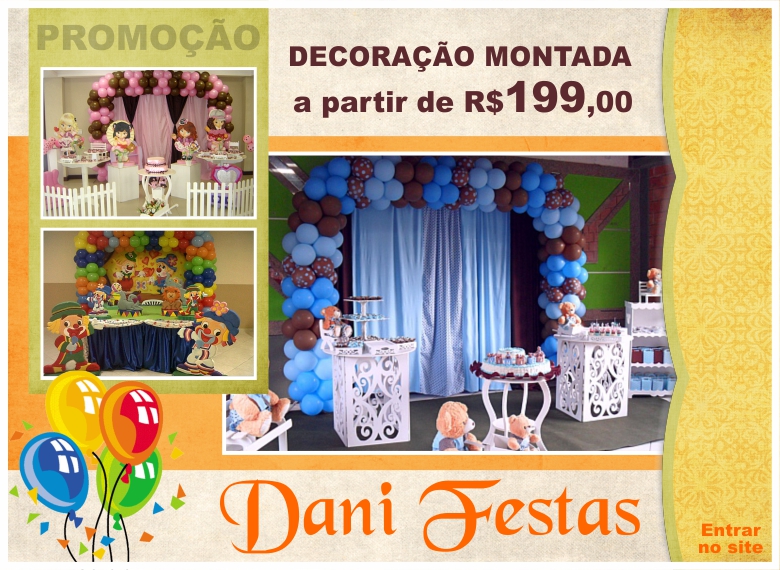 PROMOÇÃO
DECORAÇÃO MONTADA
a partir de R$199,00
Dani Festas
Entrar
no site